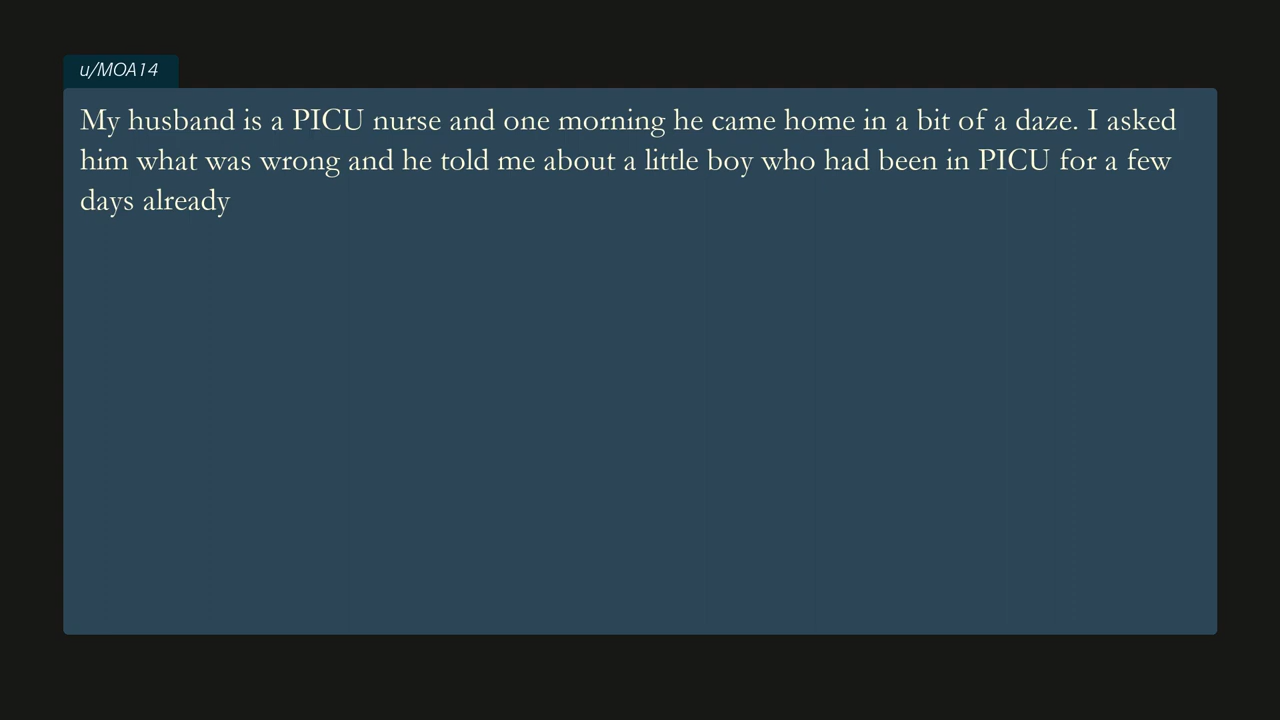 u/MOA14
My husband is a PICU nurse and one morning he came home in a bit of a daze. I asked
him what was wrong and he told me about a little boy who had been in PICU for a few
days already